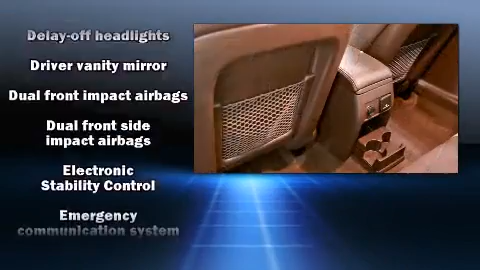 Delay-off headlights
Driver vanity mirror
Dual front impact airbags
Dual front side
impact airbags
Electronic
Stability Control
Emergency
communication system